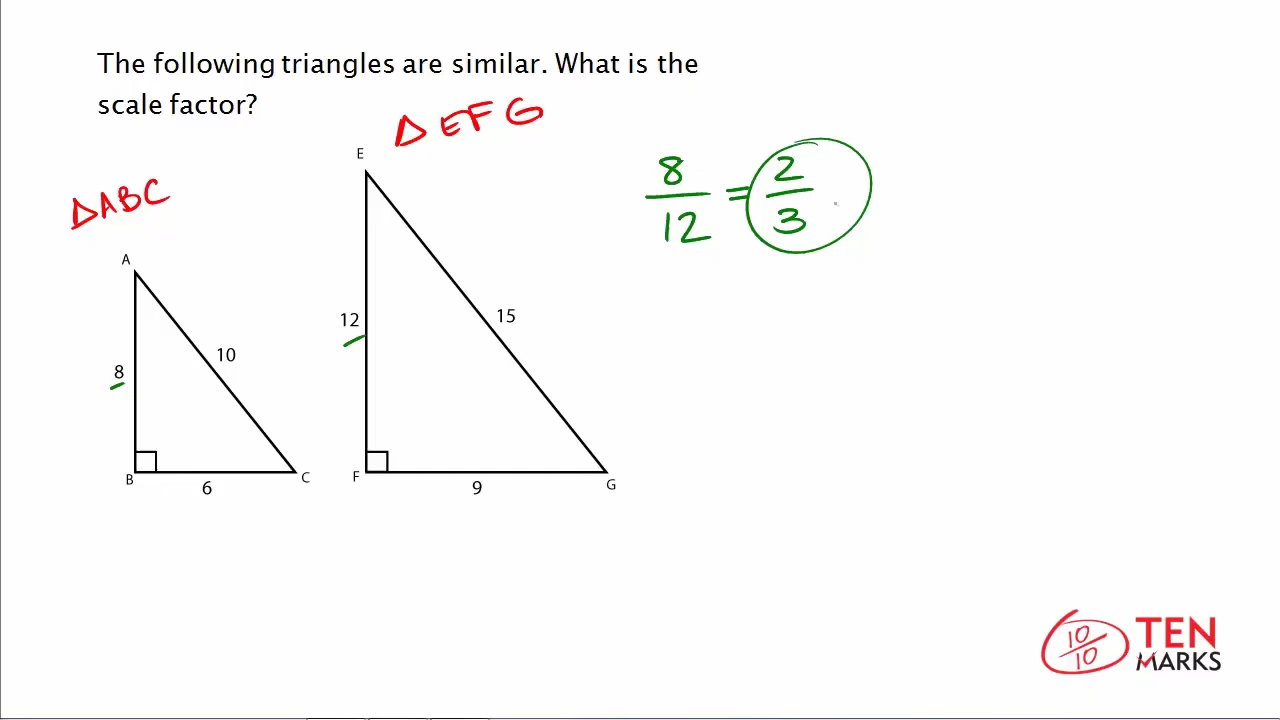 The following triangles are similar. What is the
scale factor?
△ EFG
△ABC
8/12 = 2/3
E
A
12
15
8
10
B
6
C
F
9
G
10/10
TEN
MARKS